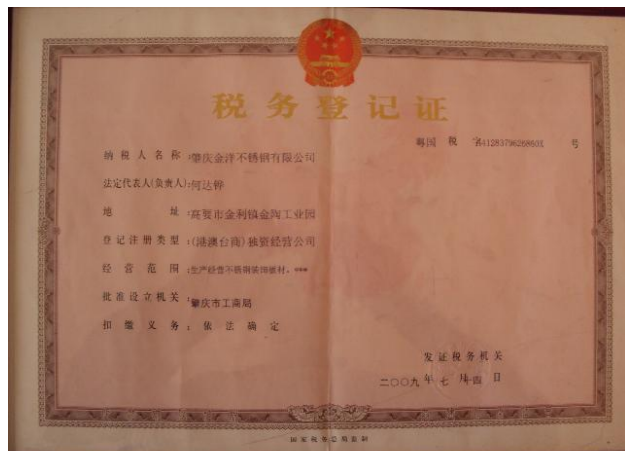 税务登记证
粤国 税 字441283796268601 号
纳税人名称：肇庆金洋不锈钢有限公司
法定代表人(负责人)：何达铧
地 址：高要市金利镇金陶工业园
登记注册类型：(港澳台商)独资经营公司
经营范围：生产经营不锈钢装饰板材。***
批准设立机关：肇庆市工商局
扣缴义务：依法确定
发证税务机关
二〇〇九 年 七 月 十四 日
国家税务总局监制